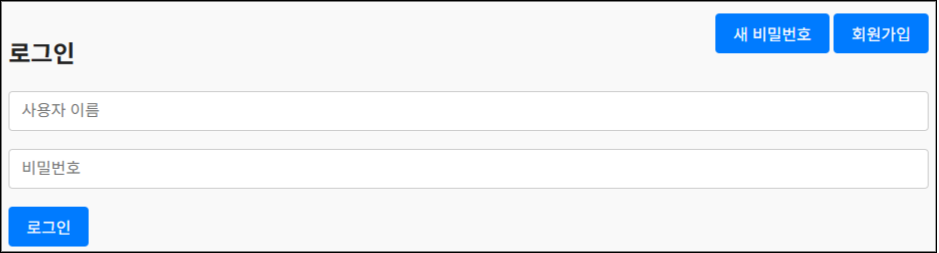 새 비밀번호 회원가입
로그인
사용자 이름
비밀번호
로그인